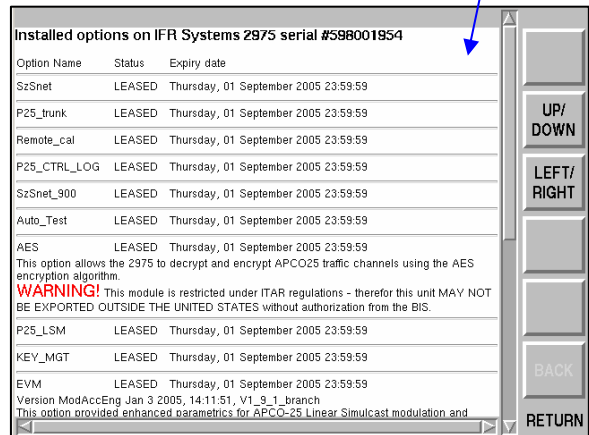 Installed options on IFR Systems 2975 serial #598001954
Option Name Status Expiry date
SzSnet LEASED Thursday, 01 September 2005 23:59:59
P25_trunk LEASED Thursday, 01 September 2005 23:59:59
Remote_cal LEASED Thursday, 01 September 2005 23:59:59
P25_CTRL_LOG LEASED Thursday, 01 September 2005 23:59:59
SzSnet_900 LEASED Thursday, 01 September 2005 23:59:59
Auto_Test LEASED Thursday, 01 September 2005 23:59:59
AES LEASED Thursday, 01 September 2005 23:59:59
This option allows the 2975 to decrypt and encrypt APCO25 traffic channels using the AES
encryption algorithm.
WARNING! This module is restricted under ITAR regulations - therefor this unit MAY NOT
BE EXPORTED OUTSIDE THE UNITED STATES without authorization from the BIS.
P25_LSM LEASED Thursday, 01 September 2005 23:59:59
KEY_MGT LEASED Thursday, 01 September 2005 23:59:59
EVM LEASED Thursday, 01 September 2005 23:59:59
Version ModAccEng Jan 3 2005, 14:11:51, V1_9_1_branch
This option provided enhanced parametrics for APCO-25 Linear Simulcast modulation and
UP/
DOWN
LEFT/
RIGHT
BACK
RETURN